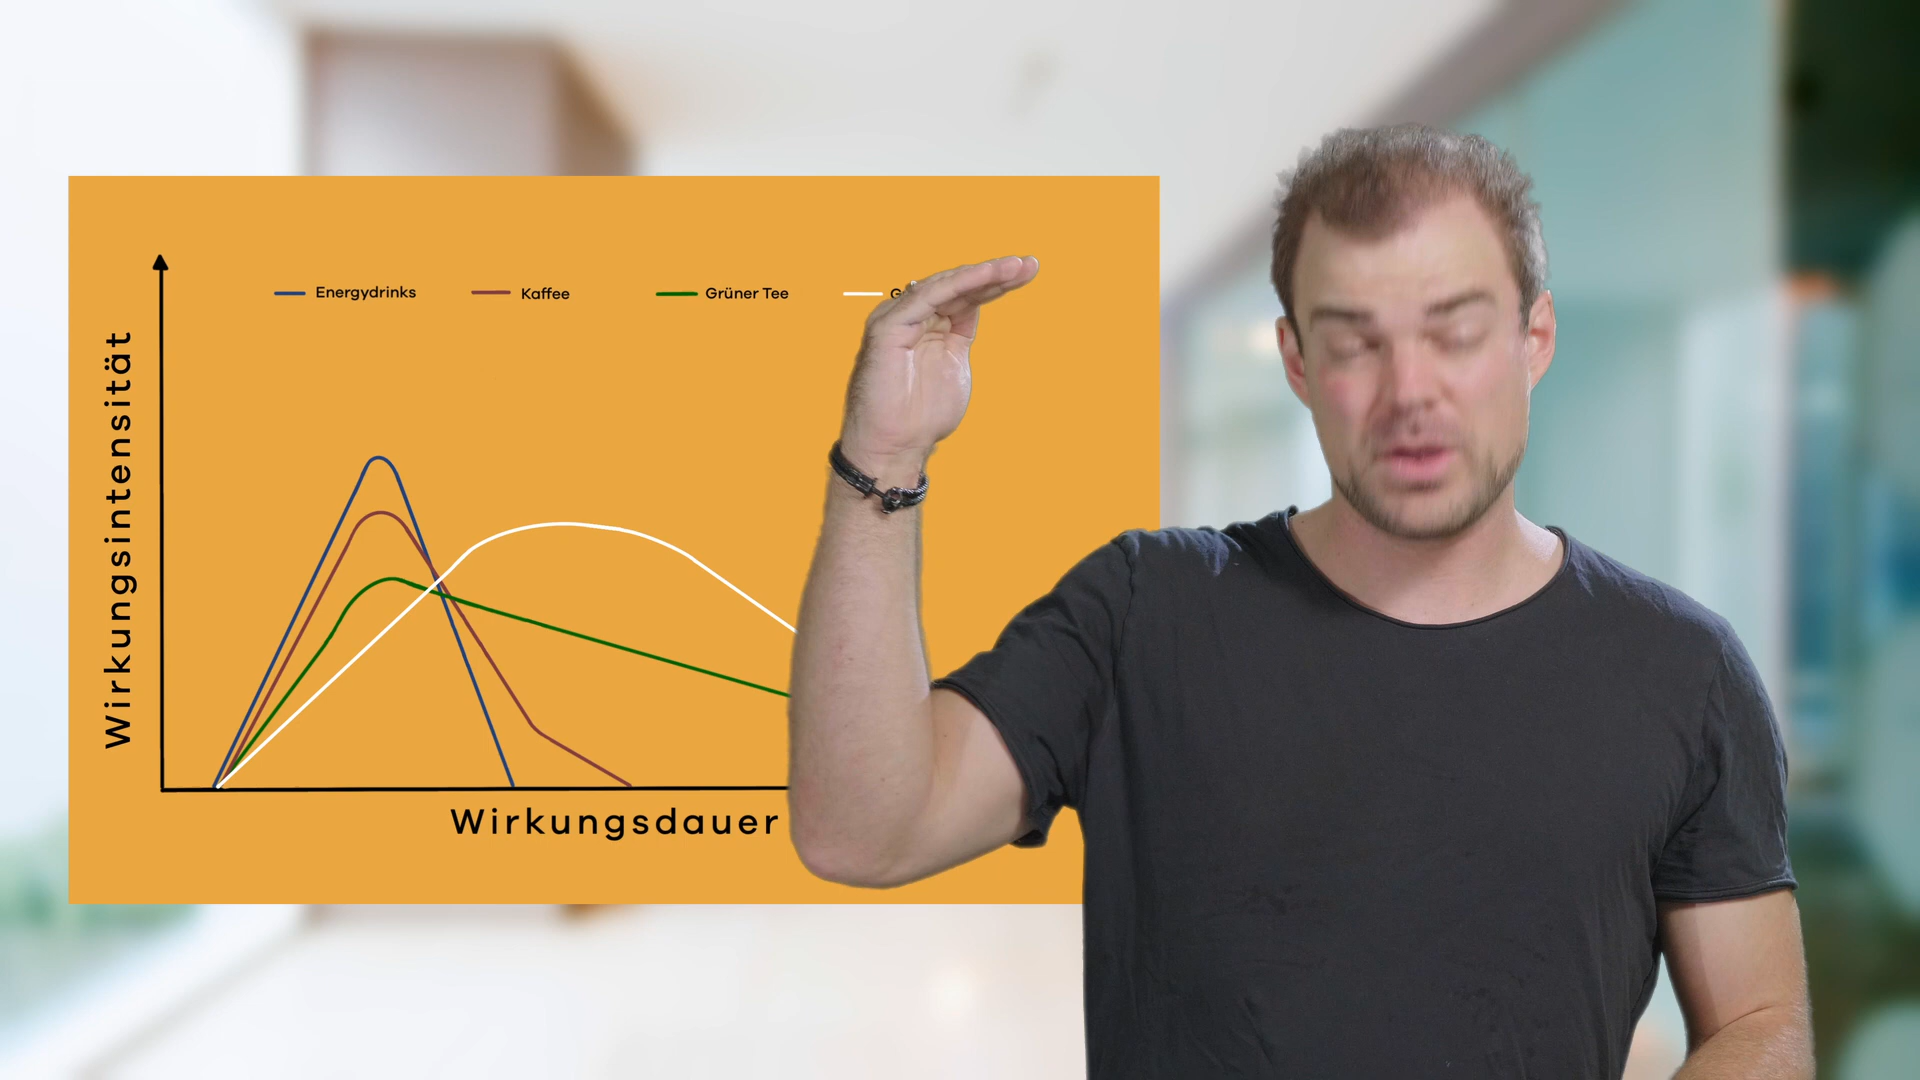 Energydrinks
Kaffee
Grüner Tee
Wirkungsintensität
Wirkungsdauer